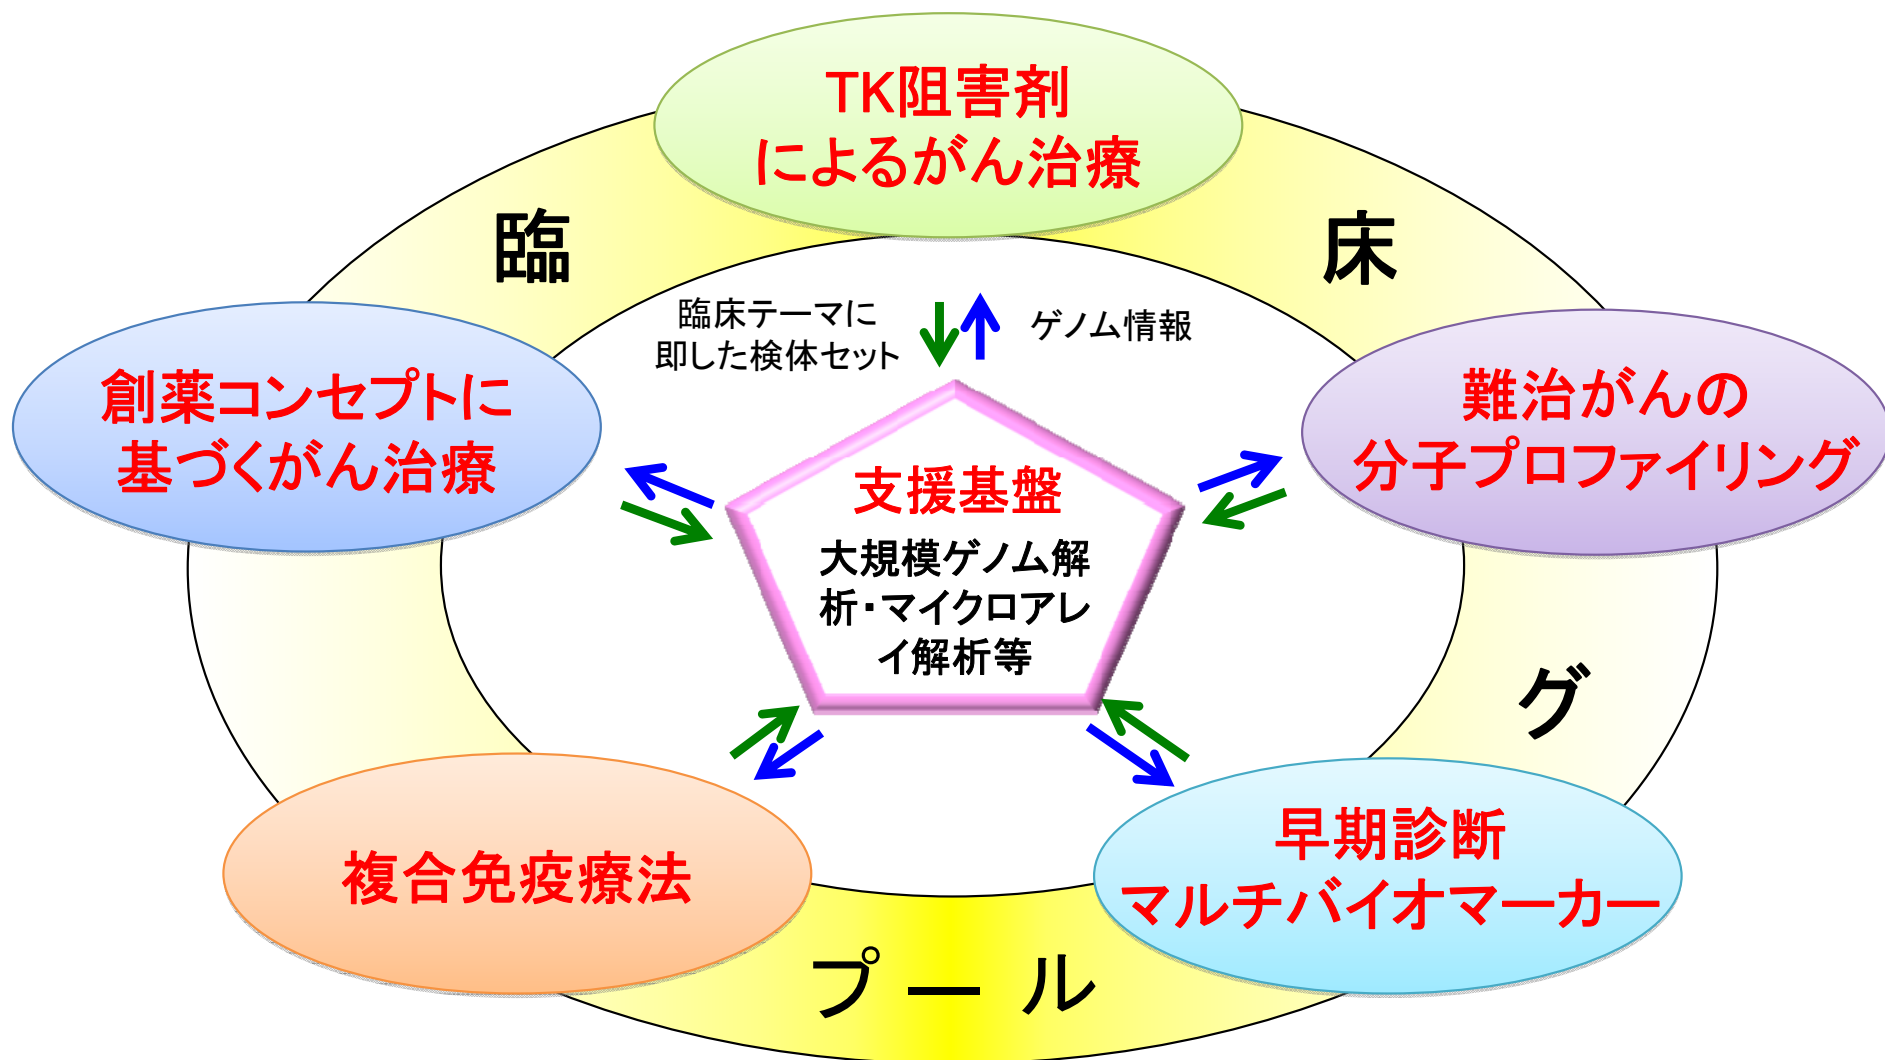 TK阻害剤
によるがん治療
臨
床
臨床テーマに
即した検体セット
ゲノム情報
創薬コンセプトに
基づくがん治療
難治がんの
分子プロファイリング
支援基盤
大規模ゲノム解
析・マイクロアレ
イ解析等
グ
複合免疫療法
早期診断
マルチバイオマーカー
プール